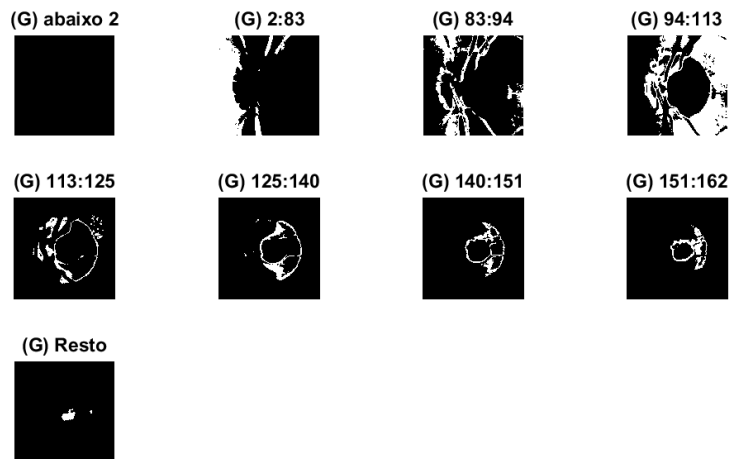 (G) abaixo 2
(G) 2:83
(G) 83:94
(G) 94:113
(G) 113:125
(G) 125:140
(G) 140:151
(G) 151:162
(G) Resto